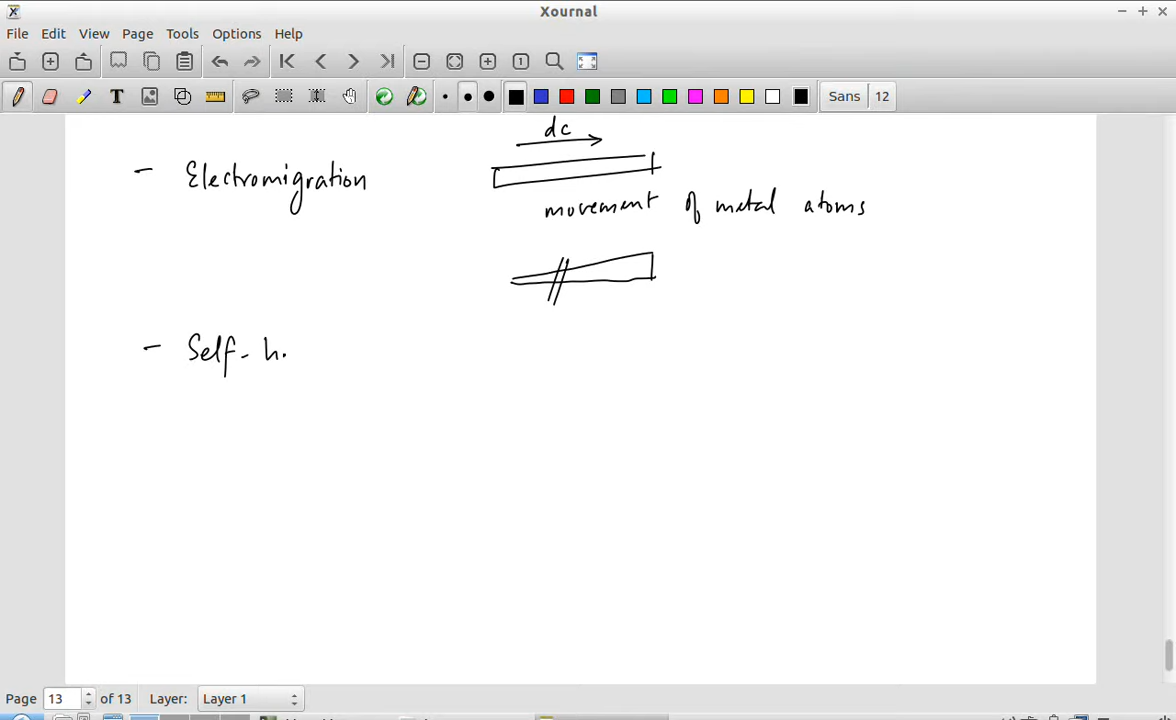 Xournal
File Edit View Page Tools Options Help
Sans 12
dc
- Electromigration
movement of metal atoms
- Self-h
Page 13 of 13 Layer: Layer 1